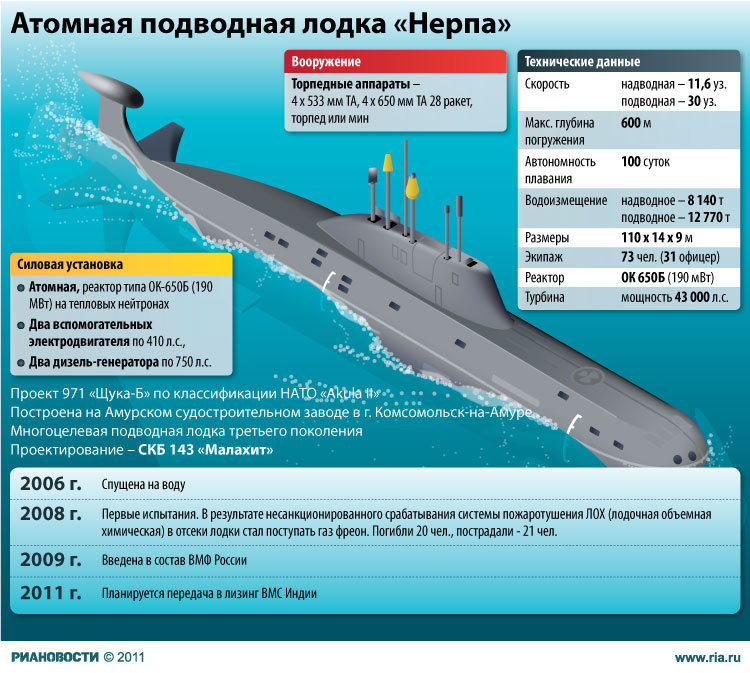 Атомная подводная лодка «Нерпа»
Вооружение
Торпедные аппараты –
4 х 533 мм ТА, 4 х 650 мм ТА 28 ракет,
торпед или мин
Технические данные
Скорость надводная – 11,6 уз.
подводная – 30 уз.
Макс. глубина 600 м
погружения
Автономность 100 суток
плавания
Водоизмещение надводное – 8 140 т
подводное – 12 770 т
Размеры 110 х 14 х 9 м
Экипаж 73 чел. (31 офицер)
Реактор ОК 650Б (190 мВт)
Турбина мощность 43 000 л.с.
Силовая установка
Атомная, реактор типа ОК-650Б (190
МВт) на тепловых нейтронах
Два вспомогательных
электродвигателя по 410 л.с.,
Два дизель-генератора по 750 л.с.
Проект 971 «Щука-Б» по классификации НАТО «Akula II»
Построена на Амурском судостроительном заводе в г. Комсомольск-на-Амуре
Многоцелевая подводная лодка третьего поколения
Проектирование – СКБ 143 «Малахит»
2006 г. Спущена на воду
2008 г. Первые испытания. В результате несанкционированного срабатывания системы пожаротушения ЛОХ (лодочная объемная
химическая) в отсеки лодки стал поступать газ фреон. Погибли 20 чел., пострадали - 21 чел.
2009 г. Введена в состав ВМФ России
2011 г. Планируется передача в лизинг ВМС Индии
РИАНОВОСТИ © 2011
www.ria.ru